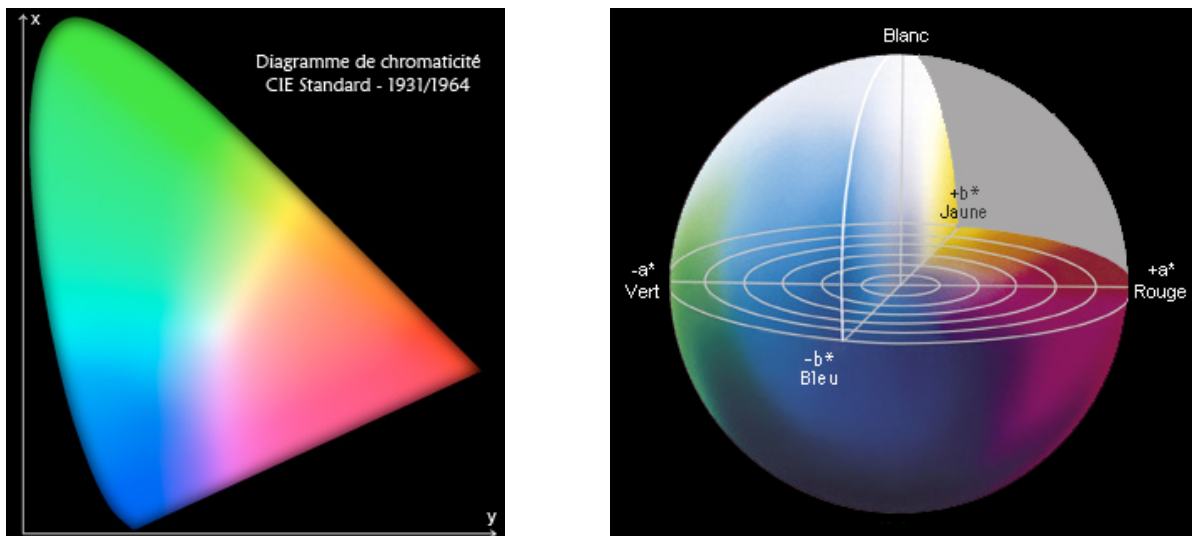 x
Diagramme de chromaticité
CIE Standard - 1931/1964
y
Blanc
+b*
Jaune
-a*
Vert
+a*
Rouge
-b*
Bleu